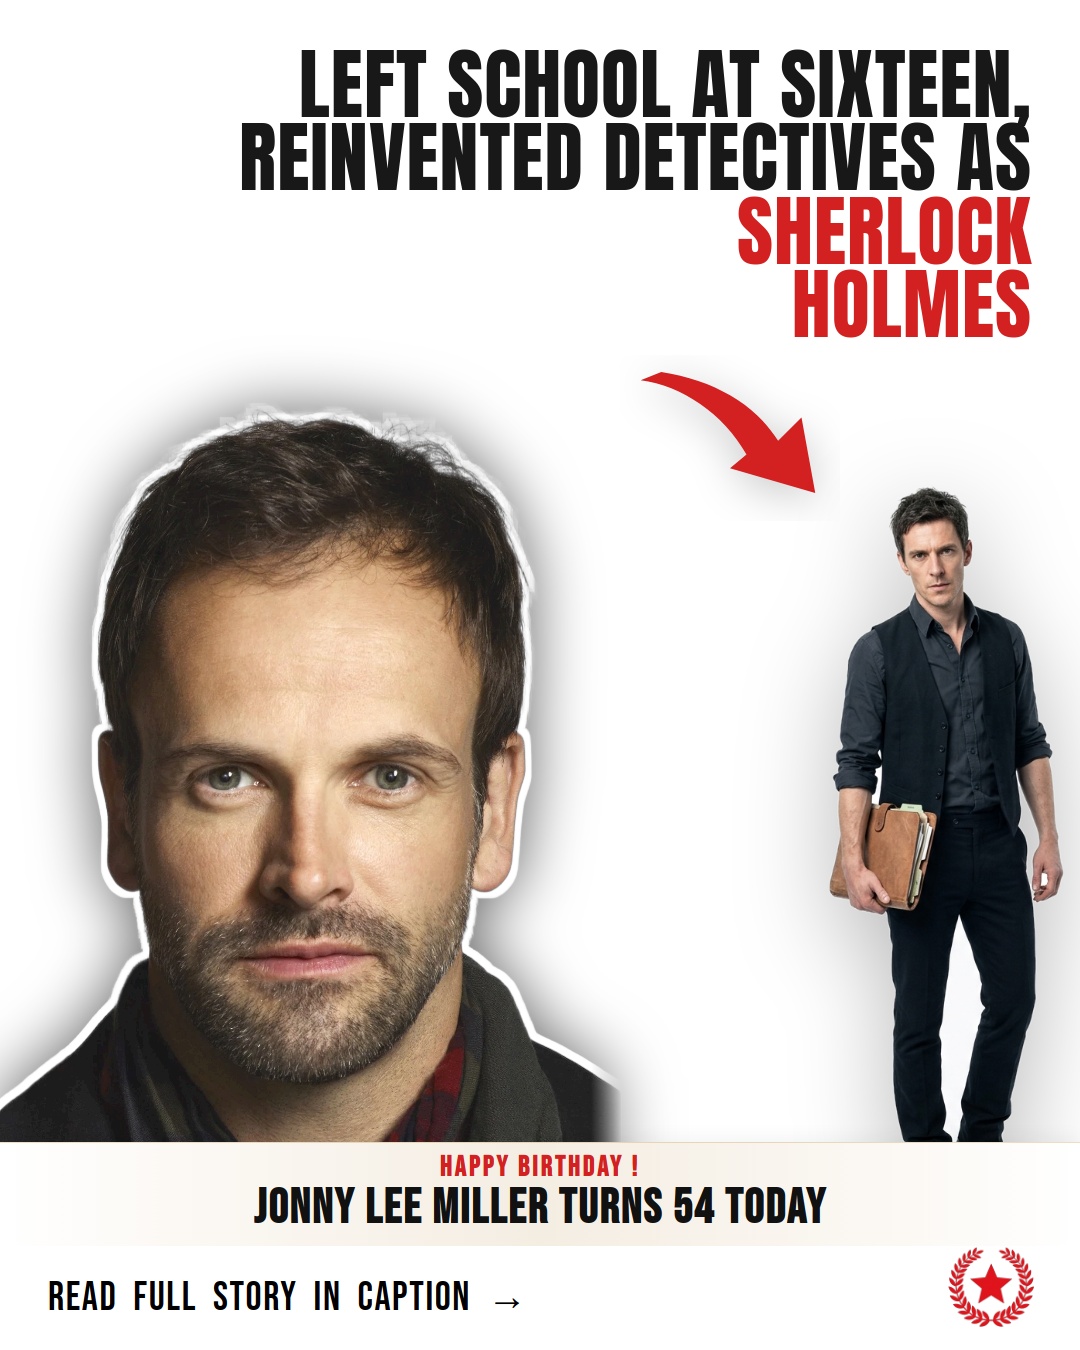 LEFT SCHOOL AT SIXTEEN,
REINVENTED DETECTIVES AS
SHERLOCK
HOLMES
HAPPY BIRTHDAY !
JONNY LEE MILLER TURNS 54 TODAY
READ FULL STORY IN CAPTION →